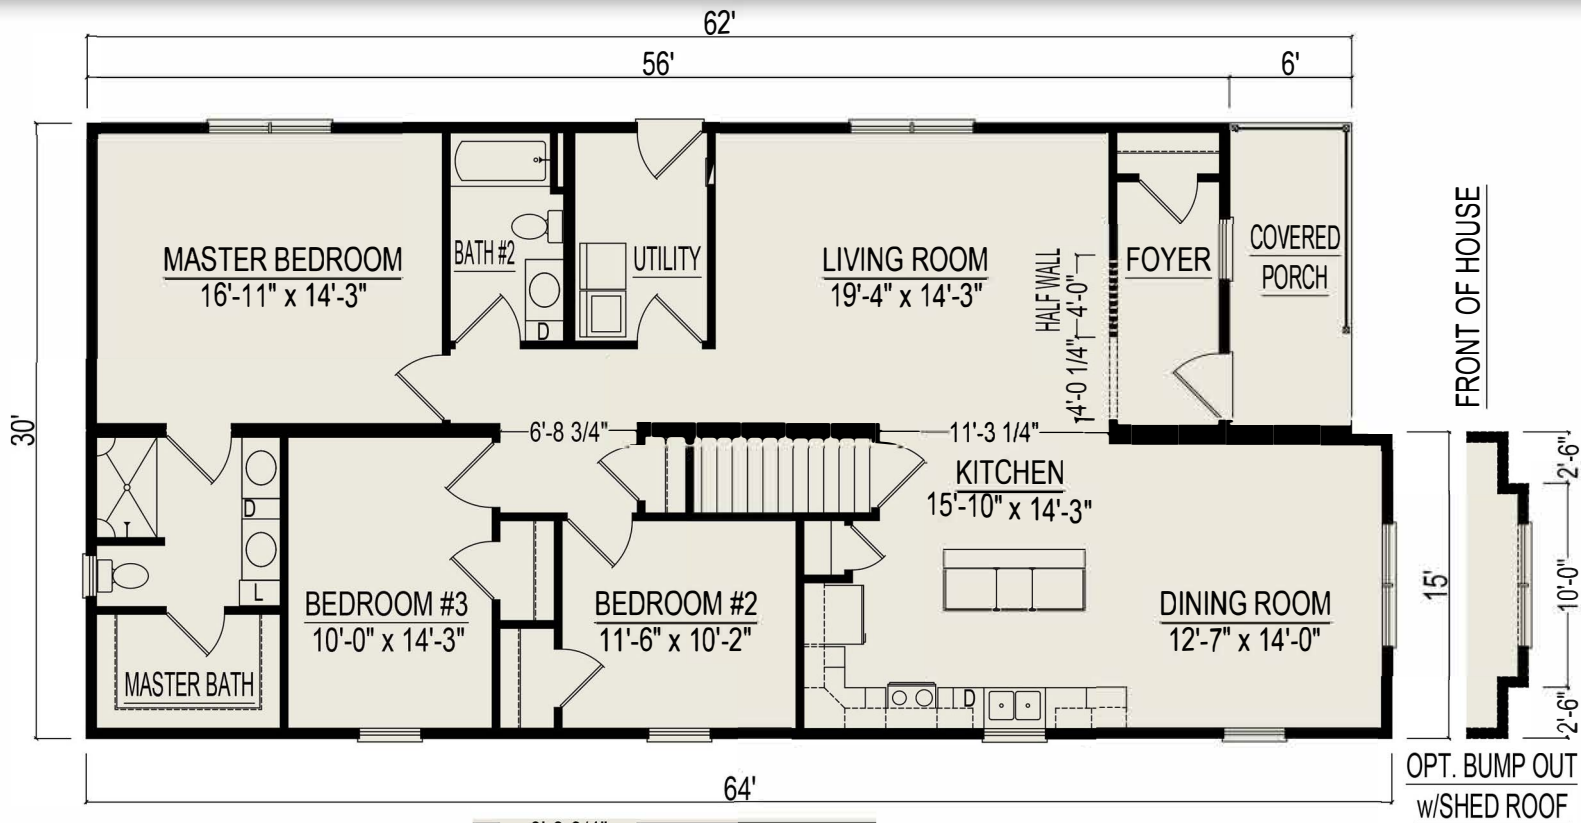 62'
56'
6'
30'
MASTER BEDROOM
16'-11" x 14'-3"
BATH #2
D
UTILITY
LIVING ROOM
19'-4" x 14'-3"
HALF WALL
4'-0"
4'-0 1/4"
FOYER
COVERED
PORCH
FRONT OF HOUSE
6'-8 3/4"
11'-3 1/4"
KITCHEN
15'-10" x 14'-3"
D
L
MASTER BATH
BEDROOM #3
10'-0" x 14'-3"
BEDROOM #2
11'-6" x 10'-2"
D
DINING ROOM
12'-7" x 14'-0"
15'
2'-6"
10'-0"
2'-6"
OPT. BUMP OUT
w/SHED ROOF
64'